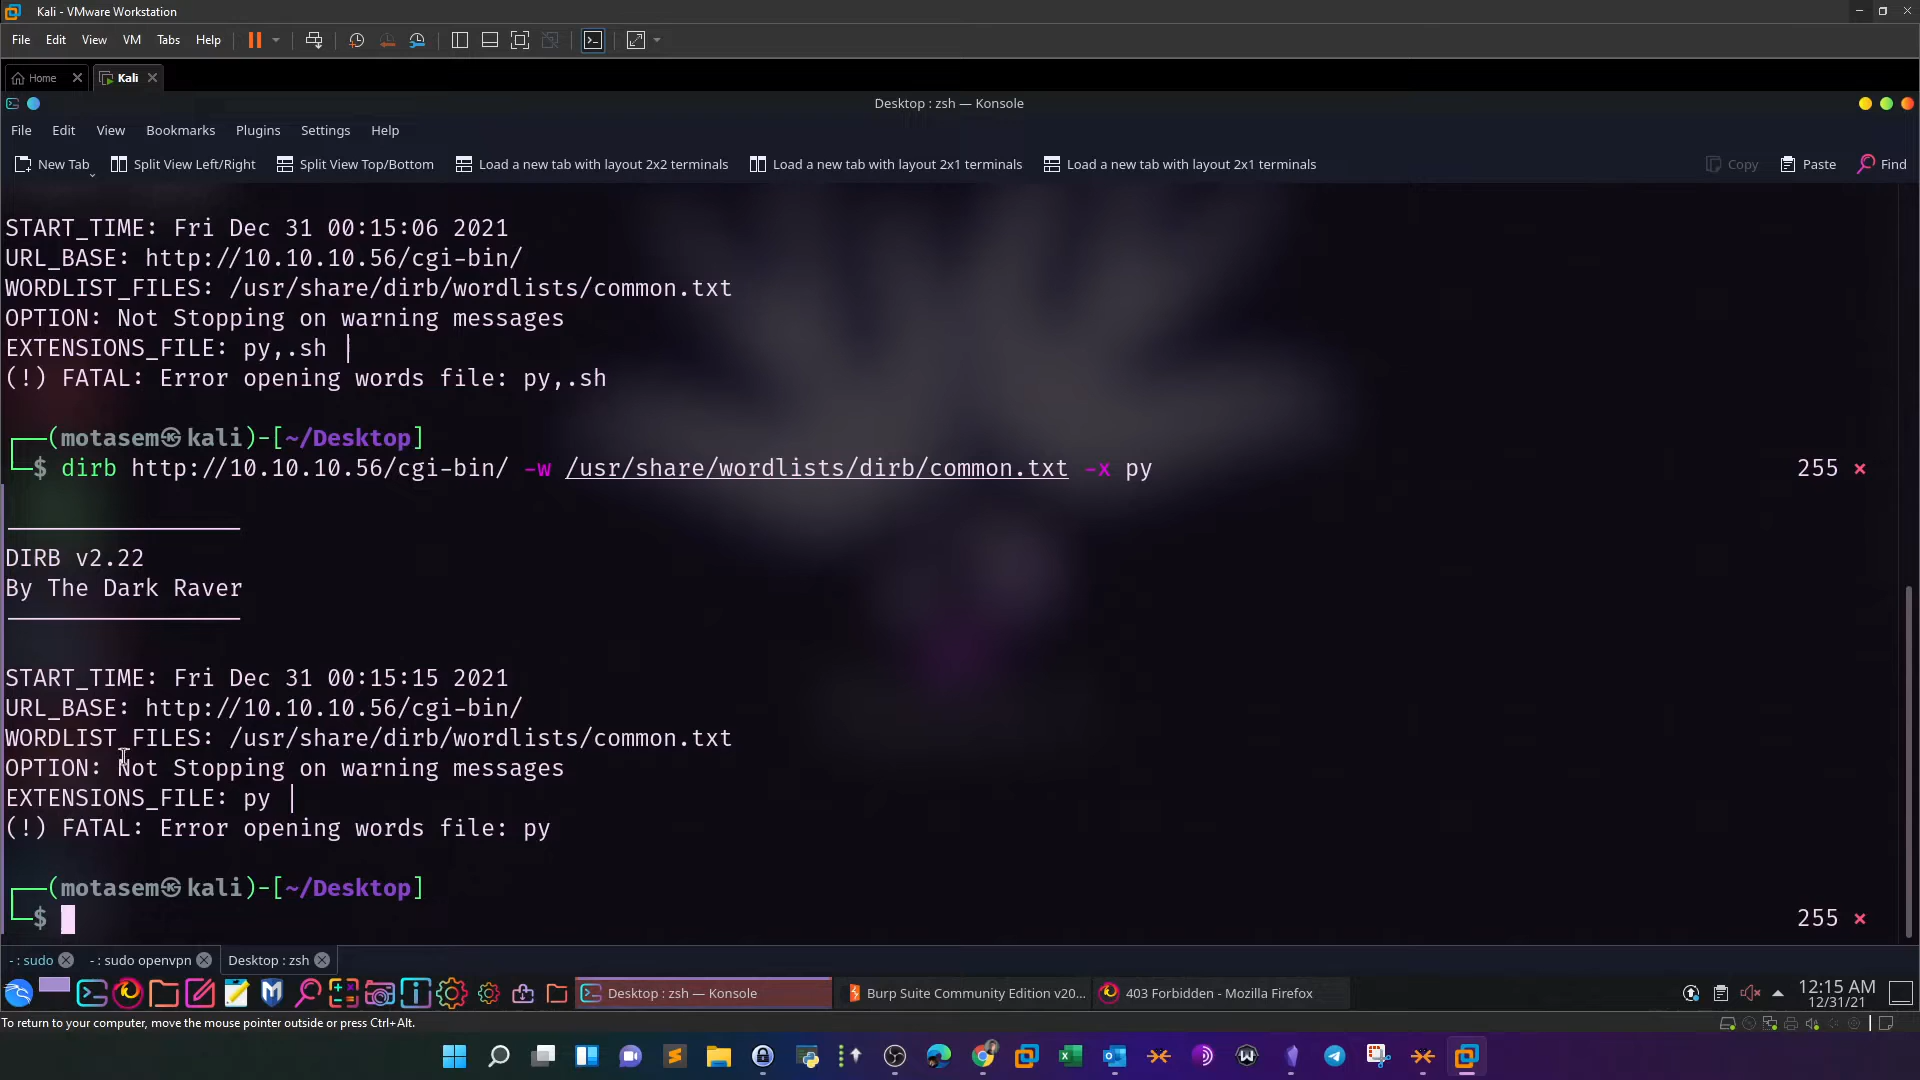 Kali - VMware Workstation
File Edit View VM Tabs Help
Home Kali
Desktop : zsh — Konsole
File Edit View Bookmarks Plugins Settings Help
New Tab Split View Left/Right Split View Top/Bottom Load a new tab with layout 2x2 terminals Load a new tab with layout 2x1 terminals Load a new tab with layout 2x1 terminals Copy Paste Find
START_TIME: Fri Dec 31 00:15:06 2021
URL_BASE: http://10.10.10.56/cgi-bin/
WORDLIST_FILES: /usr/share/dirb/wordlists/common.txt
OPTION: Not Stopping on warning messages
EXTENSIONS_FILE: py,.sh |
(!) FATAL: Error opening words file: py,.sh
(motasem㉿kali)-[~/Desktop]
$ dirb http://10.10.10.56/cgi-bin/ -w /usr/share/wordlists/dirb/common.txt -x py 255 ⨯
-----------------
DIRB v2.22
By The Dark Raver
-----------------
START_TIME: Fri Dec 31 00:15:15 2021
URL_BASE: http://10.10.10.56/cgi-bin/
WORDLIST_FILES: /usr/share/dirb/wordlists/common.txt
OPTION: Not Stopping on warning messages
EXTENSIONS_FILE: py |
(!) FATAL: Error opening words file: py
(motasem㉿kali)-[~/Desktop]
$ 255 ⨯
- : sudo - : sudo openvpn Desktop : zsh
Desktop : zsh — Konsole Burp Suite Community Edition v20... 403 Forbidden - Mozilla Firefox 12:15 AM
12/31/21
To return to your computer, move the mouse pointer outside or press Ctrl+Alt.